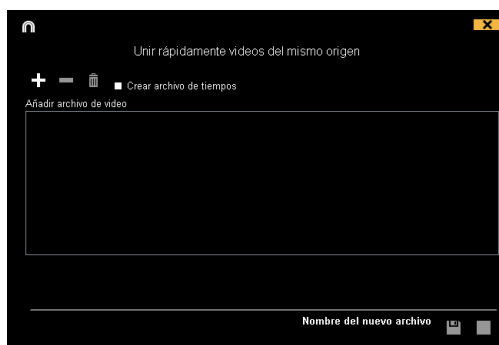 Unir rápidamente videos del mismo origen
Crear archivo de tiempos
Añadir archivo de video
Nombre del nuevo archivo